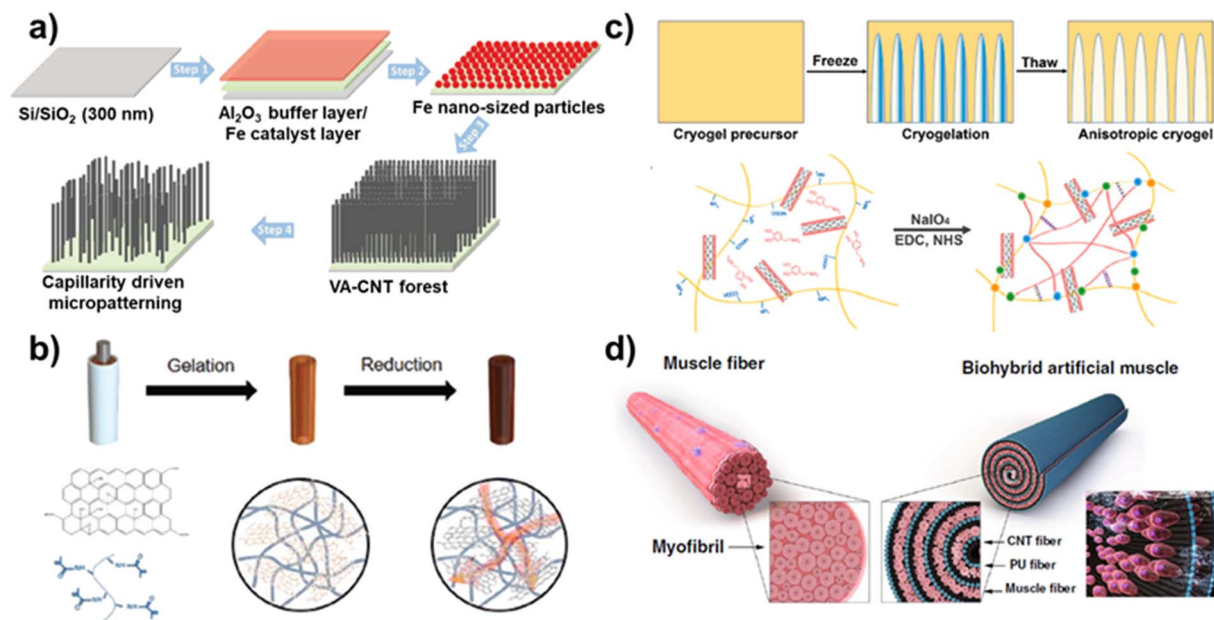 a)
Step 1
Step 2
Si/SiO₂ (300 nm)
Al₂O₃ buffer layer/
Fe catalyst layer
Fe nano-sized particles
Step 3
Step 4
Capillarity driven
micropatterning
VA-CNT forest
b)
Gelation
Reduction
c)
Freeze
Thaw
Cryogel precursor
Cryogelation
Anisotropic cryogel
NaIO₄
EDC, NHS
d)
Muscle fiber
Biohybrid artificial muscle
Myofibril
CNT fiber
PU fiber
Muscle fiber